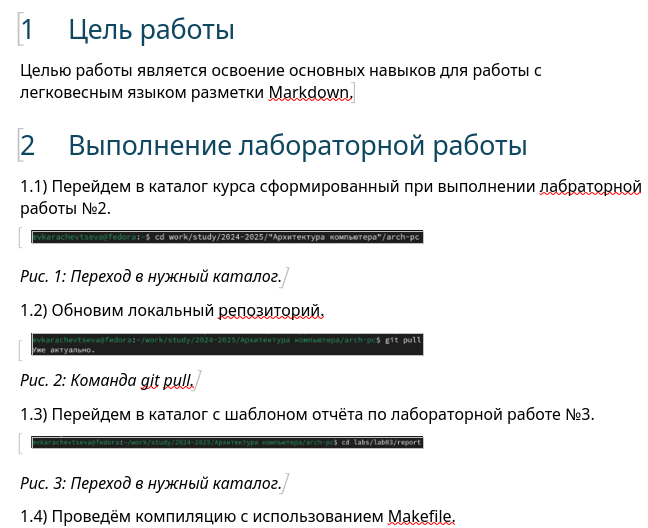 1 Цель работы
Целью работы является освоение основных навыков для работы с
легковесным языком разметки Markdown.
2 Выполнение лабораторной работы
1.1) Перейдем в каталог курса сформированный при выполнении лабраторной
работы №2.
evkarachevtseva@fedora:~$ cd work/study/2024-2025/"Архитектура компьютера"/arch-pc
Рис. 1: Переход в нужный каталог.
1.2) Обновим локальный репозиторий.
evkarachevtseva@fedora:~/work/study/2024-2025/Архитектура компьютера/arch-pc$ git pull
Уже актуально.
Рис. 2: Команда git pull.
1.3) Перейдем в каталог с шаблоном отчёта по лабораторной работе №3.
evkarachevtseva@fedora:~/work/study/2024-2025/Архитектура компьютера/arch-pc$ cd labs/lab03/report
Рис. 3: Переход в нужный каталог.
1.4) Проведём компиляцию с использованием Makefile.